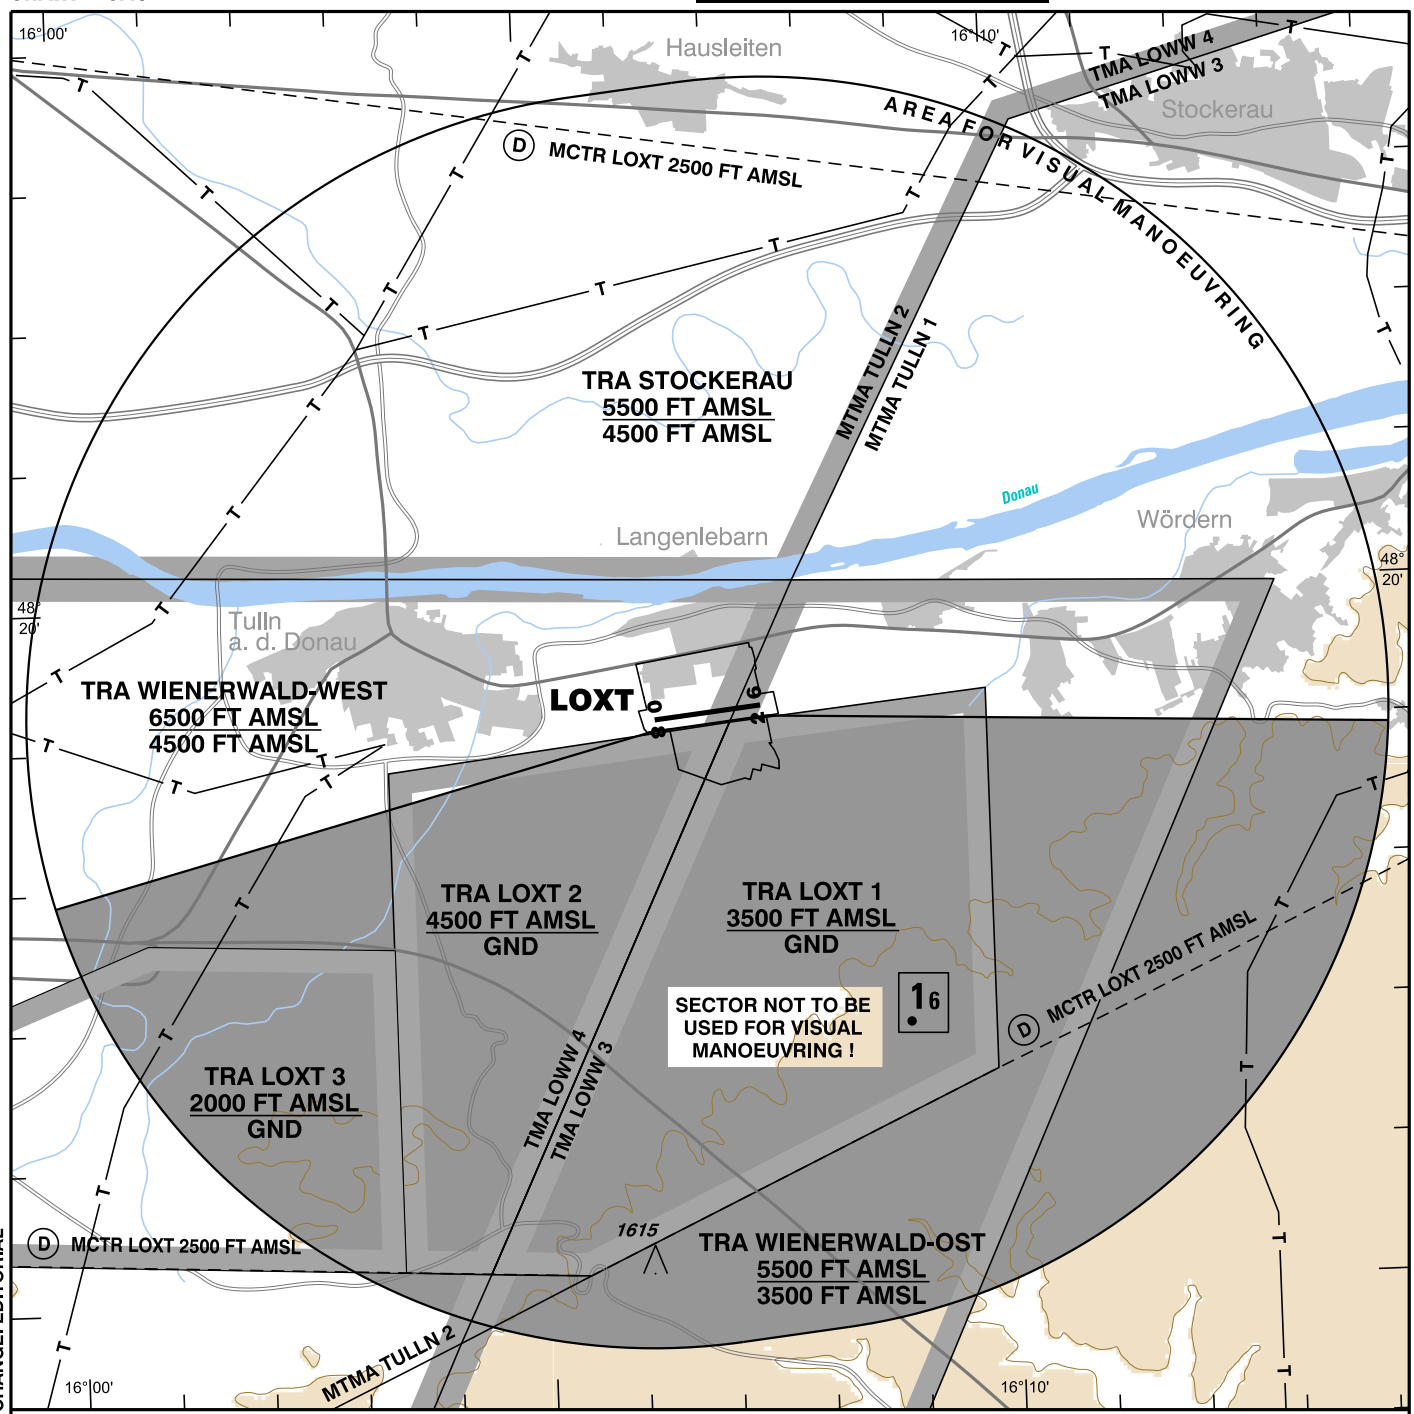 16°00'
Hausleiten
16°10'
TMA LOWW 4
TMA LOWW 3
Stockerau
AREA FOR VISUAL MANOEUVRING
D MCTR LOXT 2500 FT AMSL
MTMA TULLN 2
MTMA TULLN 1
TRA STOCKERAU
5500 FT AMSL
4500 FT AMSL
Donau
Wördern
Langenlebarn
48°
20'
48°
20'
Tulln
a. d. Donau
TRA WIENERWALD-WEST
6500 FT AMSL
4500 FT AMSL
LOXT
08
26
TRA LOXT 2
4500 FT AMSL
GND
TRA LOXT 1
3500 FT AMSL
GND
SECTOR NOT TO BE
USED FOR VISUAL
MANOEUVRING !
16
D MCTR LOXT 2500 FT AMSL
TMA LOWW 4
TMA LOWW 3
TRA LOXT 3
2000 FT AMSL
GND
1615
D MCTR LOXT 2500 FT AMSL
TRA WIENERWALD-OST
5500 FT AMSL
3500 FT AMSL
MTMA TULLN 2
16°00'
16°10'